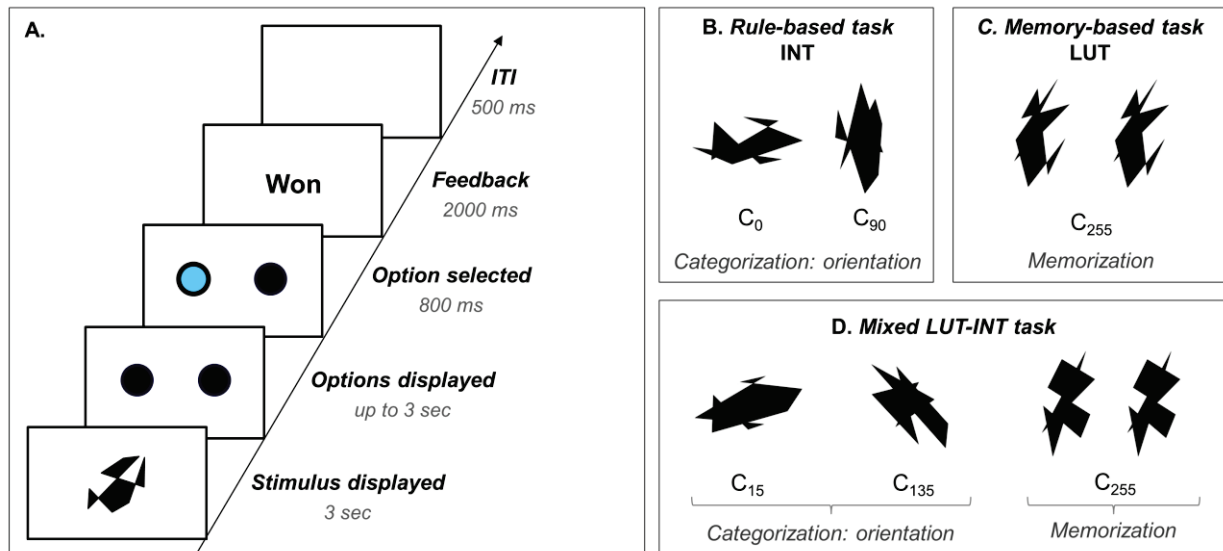 A.
ITI
500 ms
Won
Feedback
2000 ms
Option selected
800 ms
Options displayed
up to 3 sec
Stimulus displayed
3 sec
B. Rule-based task
INT
C₀
C₉₀
Categorization: orientation
C. Memory-based task
LUT
C₂₅₅
Memorization
D. Mixed LUT-INT task
C₁₅
C₁₃₅
C₂₅₅
Categorization: orientation
Memorization